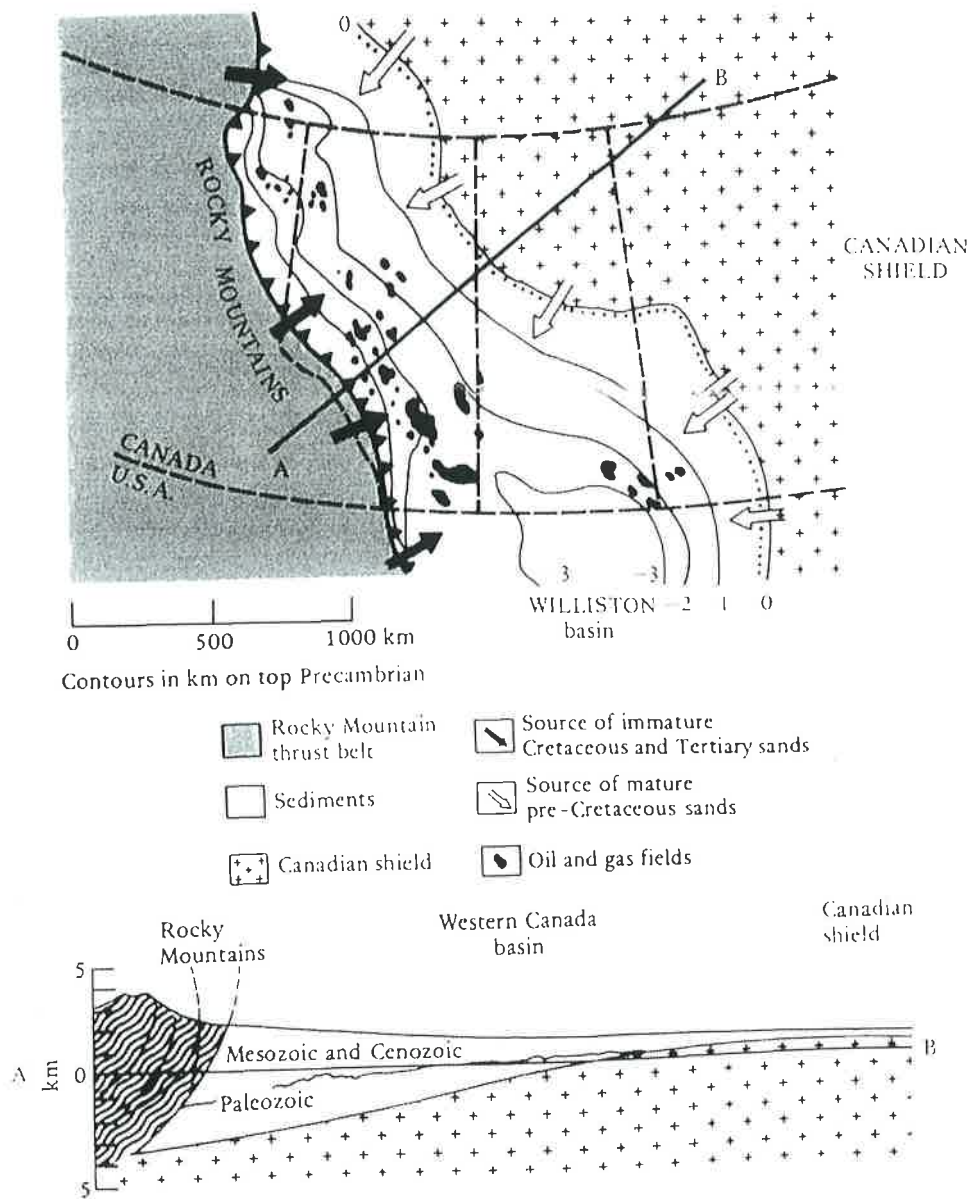 0
B
ROCKY MOUNTAINS
CANADIAN
SHIELD
CANADA
U.S.A.
A
3 -3
WILLISTON -2 1 0
basin
0 500 1000 km
Contours in km on top Precambrian
Rocky Mountain
thrust belt
Source of immature
Cretaceous and Tertiary sands
Sediments
Source of mature
pre-Cretaceous sands
Canadian shield
Oil and gas fields
Rocky
Mountains
Western Canada
basin
Canadian
shield
5
Mesozoic and Cenozoic
A km 0
B
Paleozoic
5